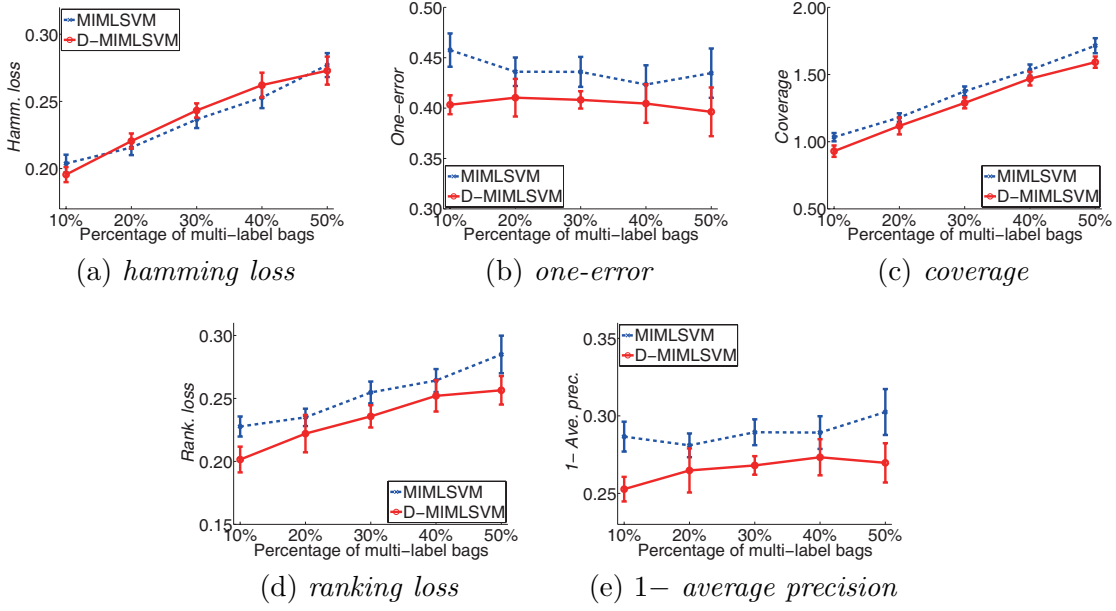 MIMLSVM
D-MIMLSVM
0.30
0.25
0.20
Hamm. loss
10% 20% 30% 40% 50%
Percentage of multi-label bags
(a) hamming loss
0.50
0.45
0.40
0.35
0.30
One-error
MIMLSVM
D-MIMLSVM
10% 20% 30% 40% 50%
Percentage of multi-label bags
(b) one-error
2.00
1.50
1.00
0.50
Coverage
MIMLSVM
D-MIMLSVM
10% 20% 30% 40% 50%
Percentage of multi-label bags
(c) coverage
0.30
0.25
0.20
0.15
Rank. loss
MIMLSVM
D-MIMLSVM
10% 20% 30% 40% 50%
Percentage of multi-label bags
(d) ranking loss
MIMLSVM
D-MIMLSVM
0.35
0.30
0.25
1- Ave. prec.
10% 20% 30% 40% 50%
Percentage of multi-label bags
(e) 1− average precision